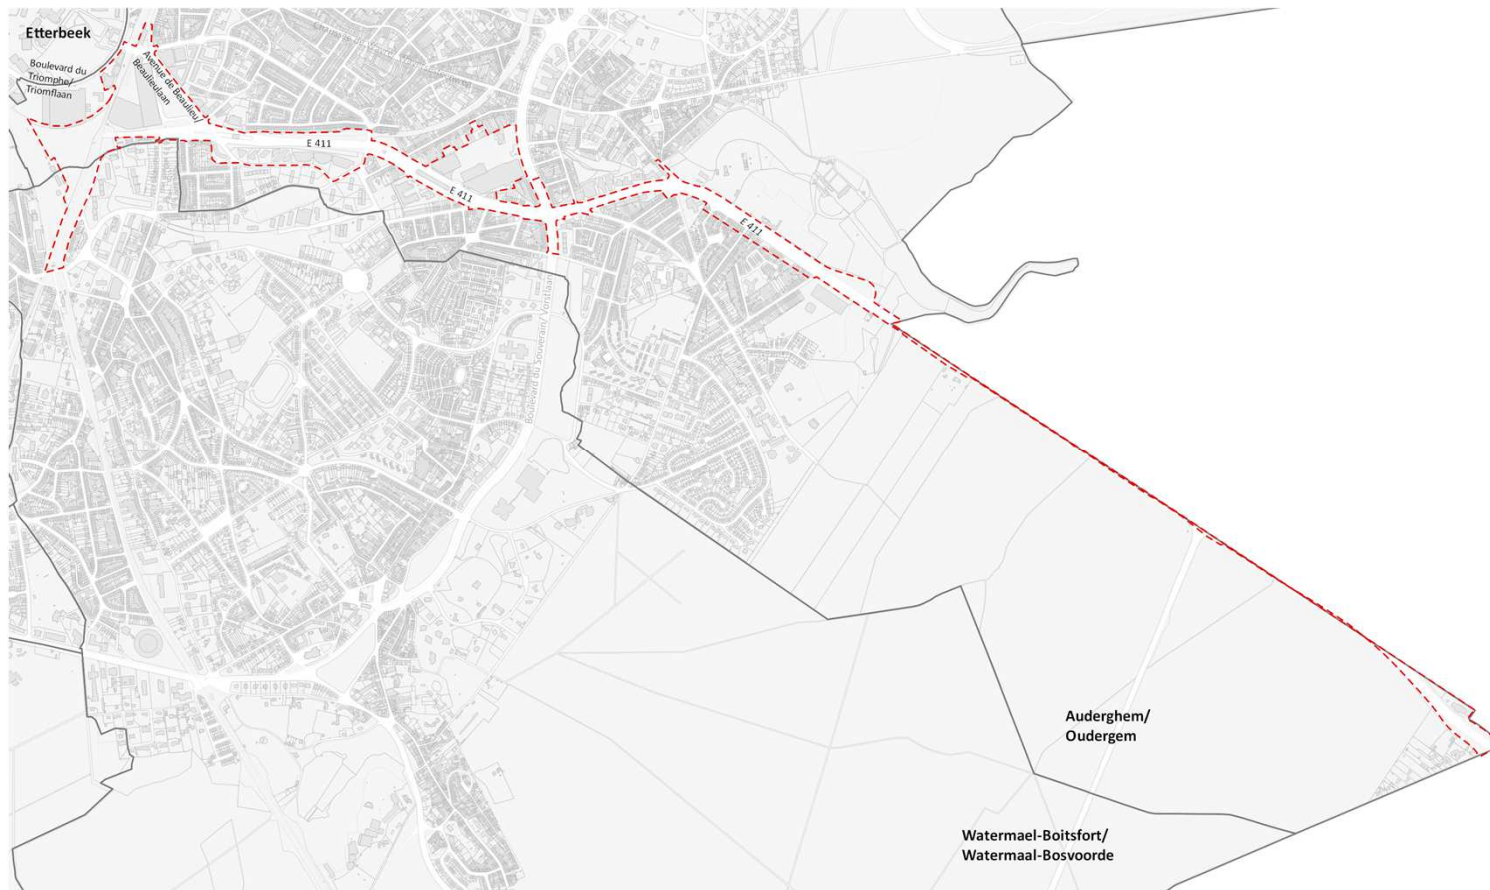 Etterbeek
Boulevard du
Triomphe/
Triomflaan
Avenue de Beaulieu/
Beaulieulaan
E 411
E 411
E 411
Boulevard du Souverain/Vorstlaan
Auderghem/
Oudergem
Watermael-Boitsfort/
Watermaal-Bosvoorde